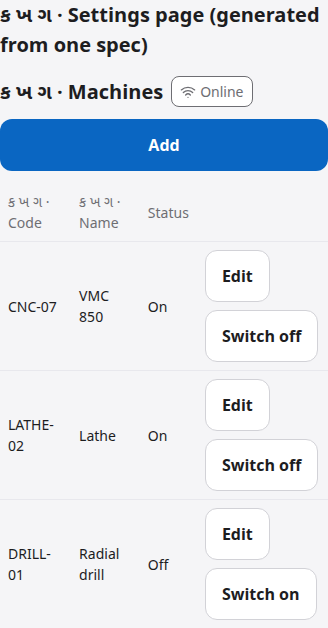 ક ખ ગ · Settings page (generated
from one spec)
ક ખ ગ · Machines
Online
Add
ક ખ ગ ·
Code
ક ખ ગ ·
Name
Status
CNC-07
VMC
850
On
Edit
Switch off
LATHE-
02
Lathe
On
Edit
Switch off
DRILL-
01
Radial
drill
Off
Edit
Switch on